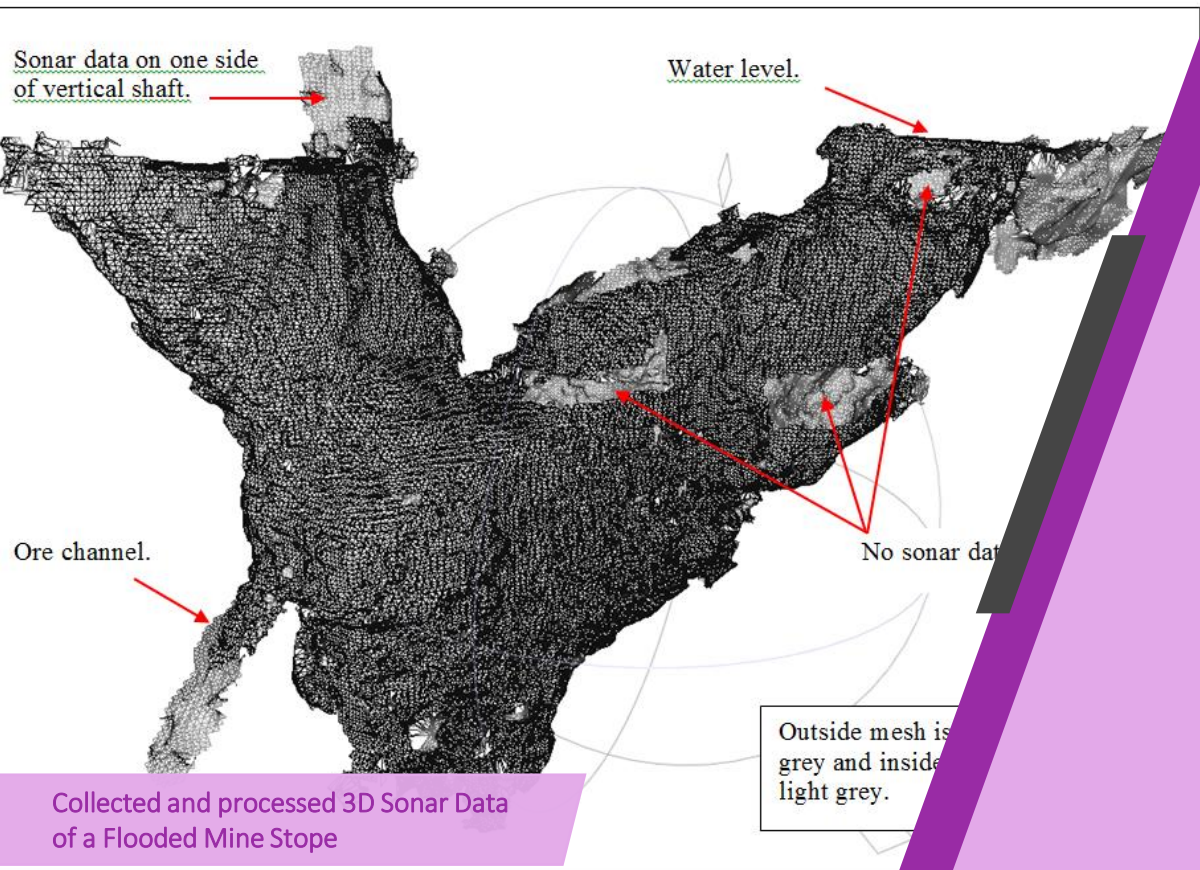 Sonar data on one side
of vertical shaft.
Water level.
Ore channel.
No sonar
Outside mesh is
grey and inside
light grey.
Collected and processed 3D Sonar Data
of a Flooded Mine Stope